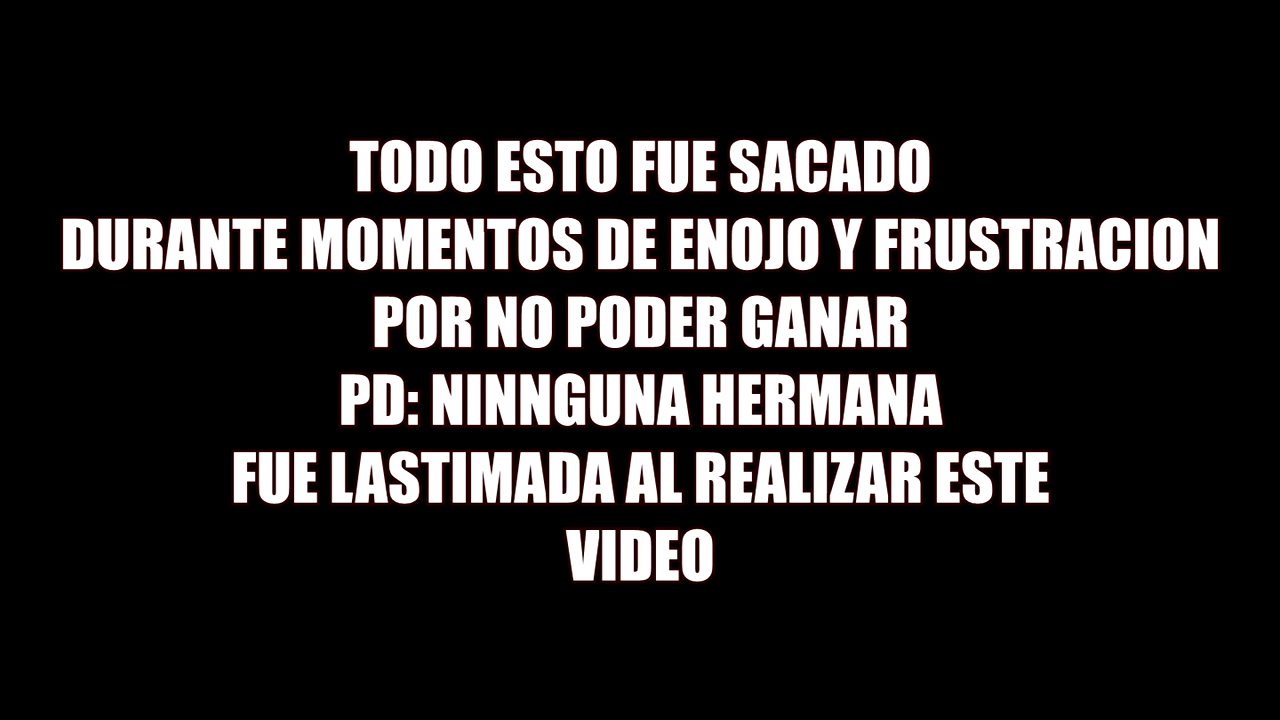 TODO ESTO FUE SACADO
DURANTE MOMENTOS DE ENOJO Y FRUSTRACION
POR NO PODER GANAR
PD: NINNGUNA HERMANA
FUE LASTIMADA AL REALIZAR ESTE
VIDEO